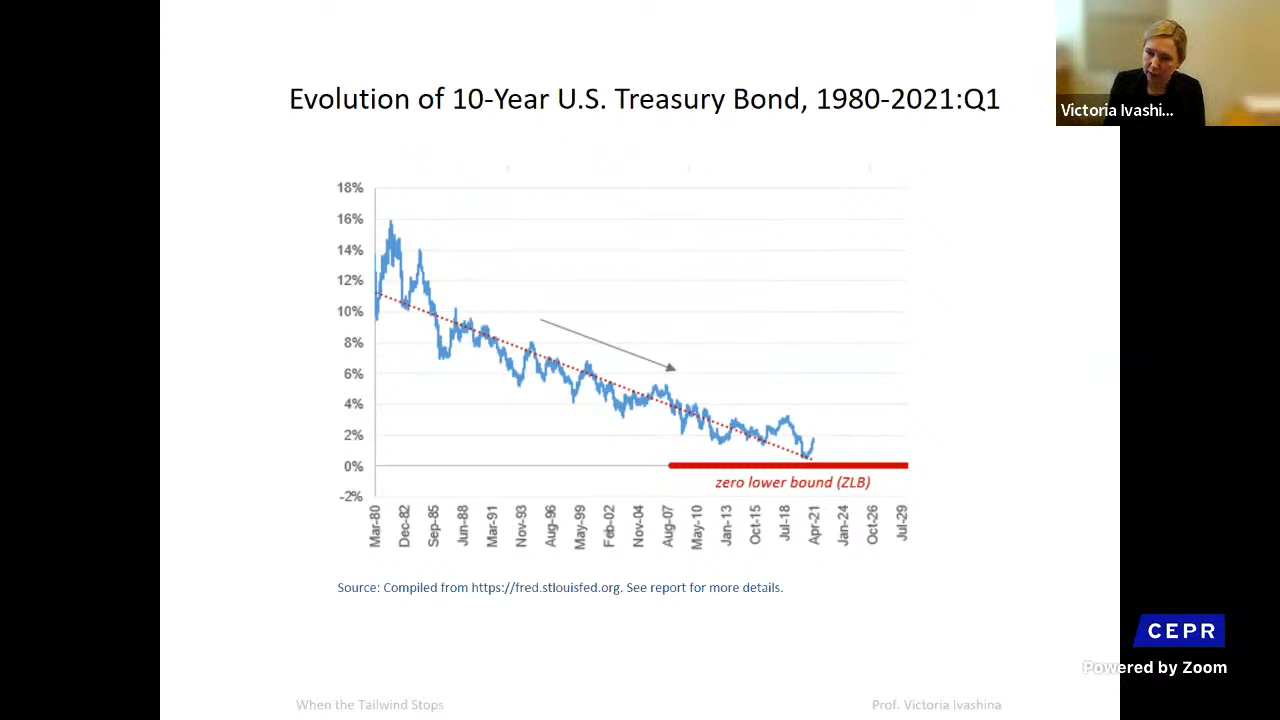 Evolution of 10-Year U.S. Treasury Bond, 1980-2021:Q1
Victoria Ivashi...
18%
16%
14%
12%
10%
8%
6%
4%
2%
0%
-2%
zero lower bound (ZLB)
Mar-80
Dec-82
Sep-85
Jun-88
Mar-91
Nov-93
Aug-96
May-99
Feb-02
Nov-04
Aug-07
May-10
Jan-13
Oct-15
Jul-18
Apr-21
Jan-24
Oct-26
Jul-29
Source: Compiled from https://fred.stlouisfed.org. See report for more details.
CEPR
Powered by Zoom
When the Tailwind Stops
Prof. Victoria Ivashina